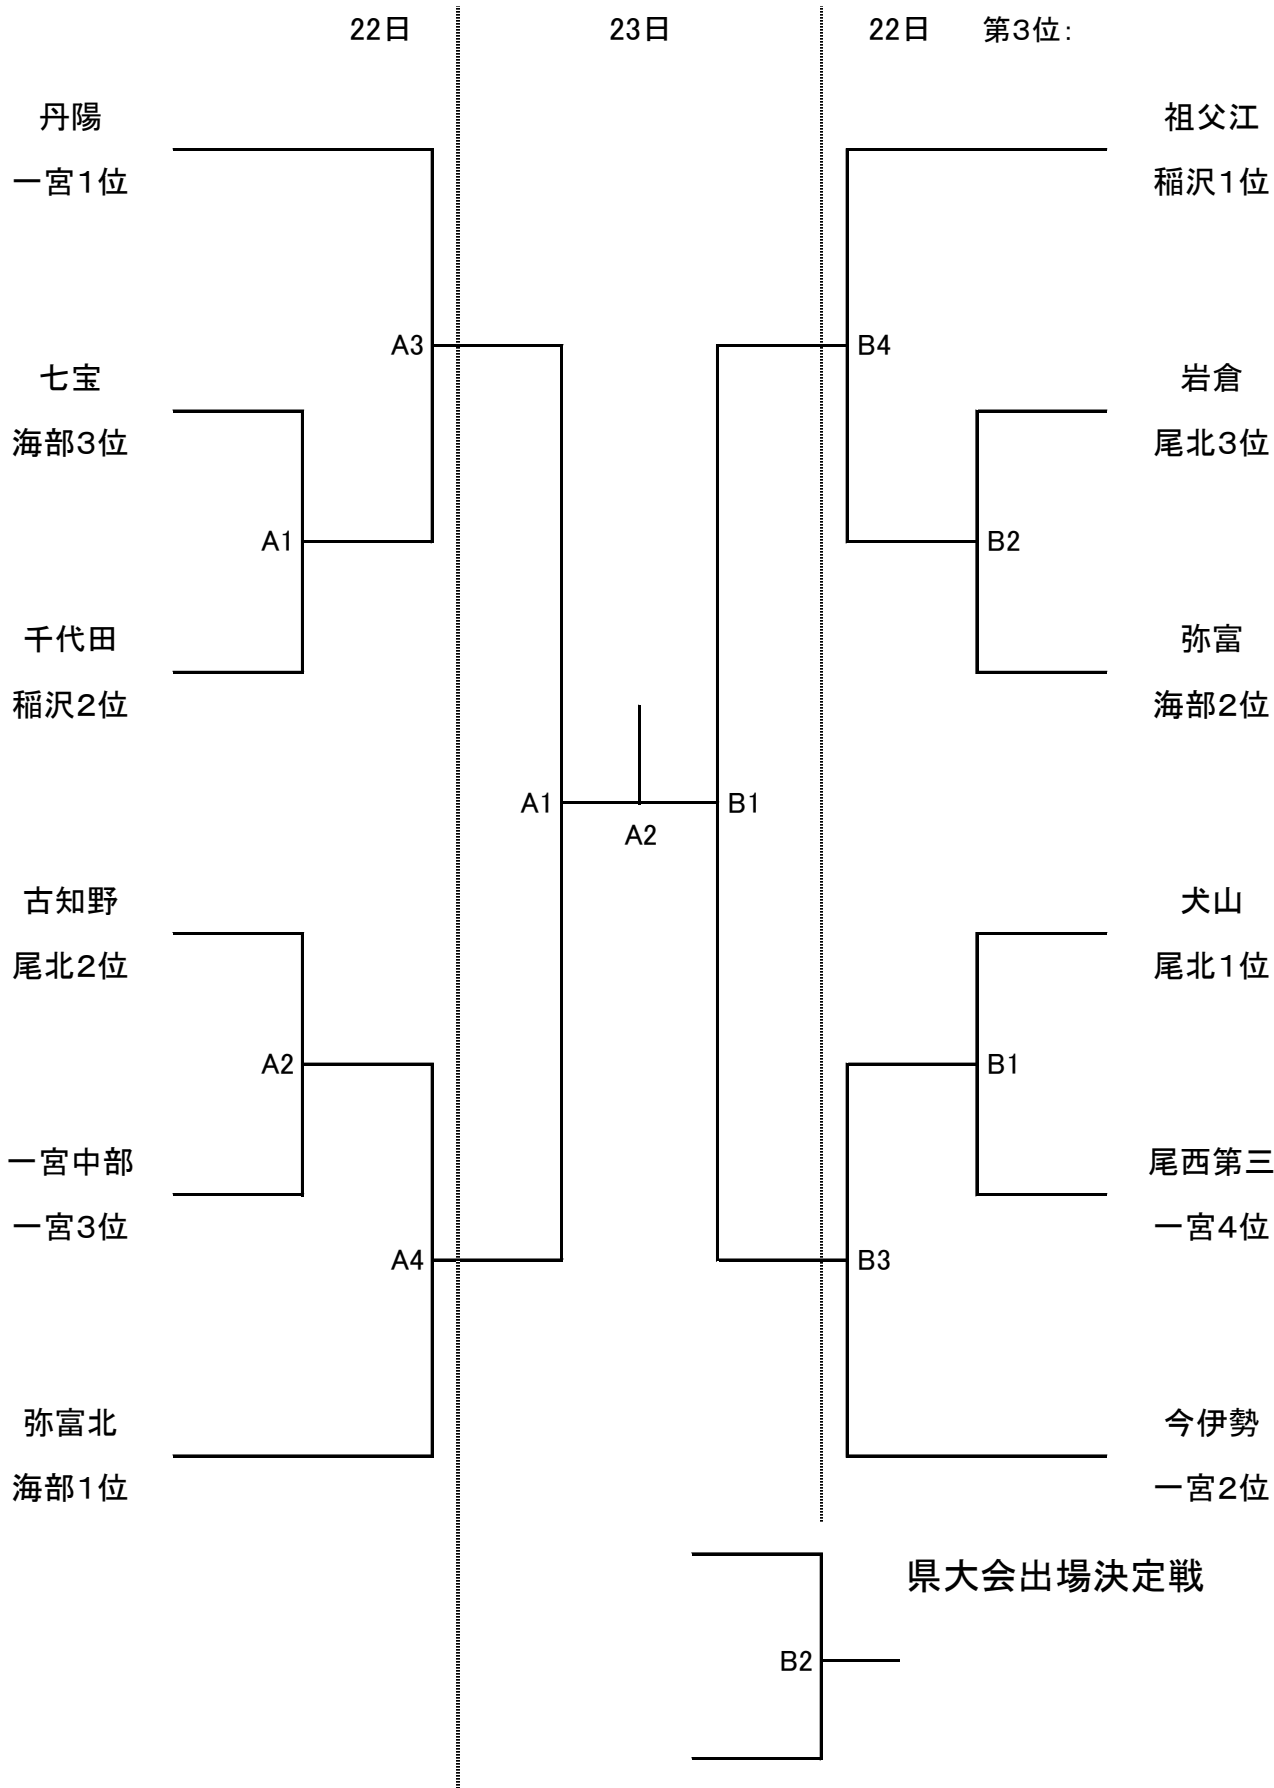 22日 23日 22日 第3位:
丹陽 祖父江
一宮1位 稲沢1位
A3 B4
七宝 岩倉
海部3位 尾北3位
A1 B2
千代田 弥富
稲沢2位 海部2位
A1 B1
A2
古知野 犬山
尾北2位 尾北1位
A2 B1
一宮中部 尾西第三
一宮3位 一宮4位
A4 B3
弥富北 今伊勢
海部1位 一宮2位
県大会出場決定戦
B2